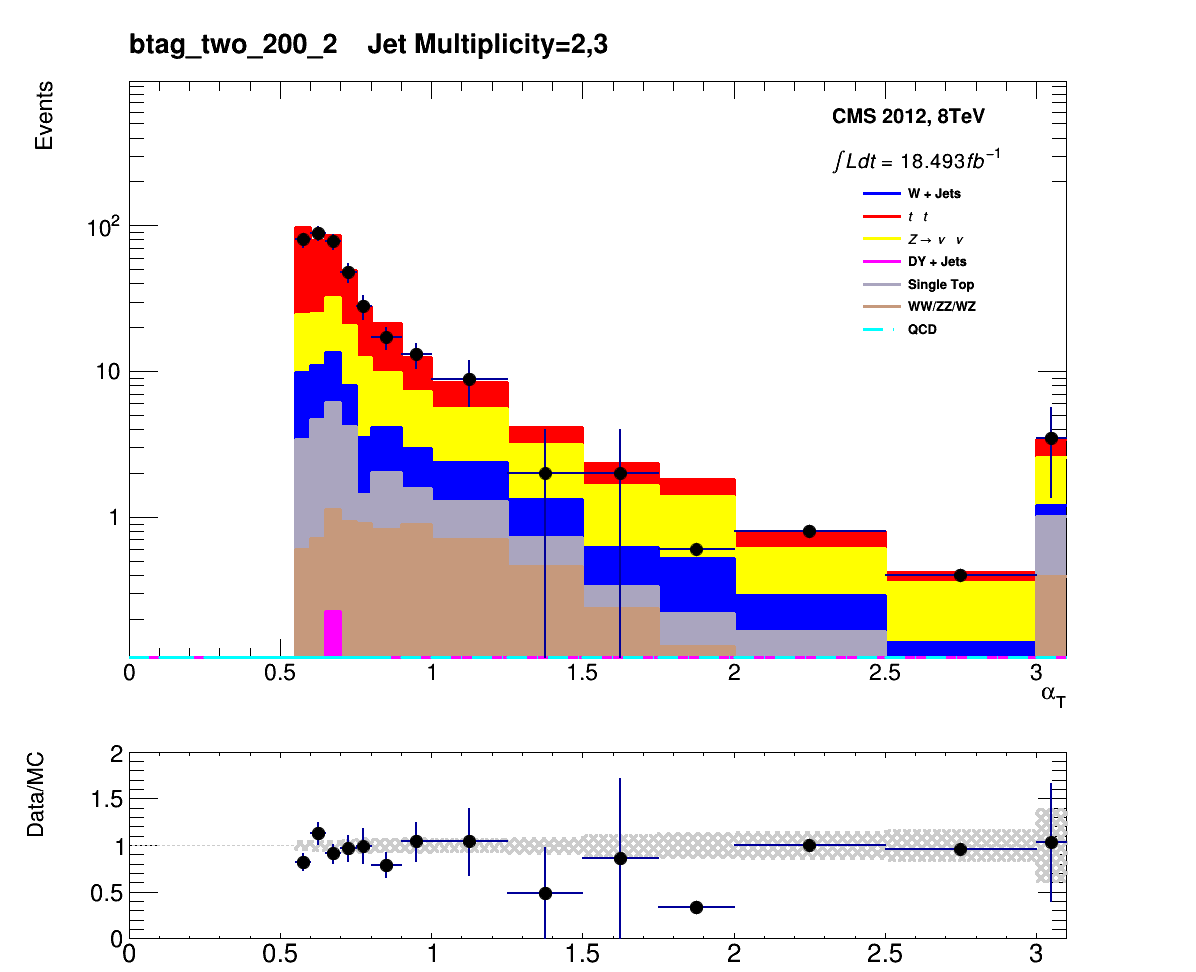 btag_two_200_2 Jet Multiplicity=2,3
Events
CMS 2012, 8TeV
∫Ldt = 18.493fb⁻¹
W + Jets
t t
Z→ ν ν
DY + Jets
Single Top
WW/ZZ/WZ
QCD
10²
10
1
0 0.5 1 1.5 2 2.5 3
α_T
Data/MC
2
1.5
1
0.5
0
0 0.5 1 1.5 2 2.5 3